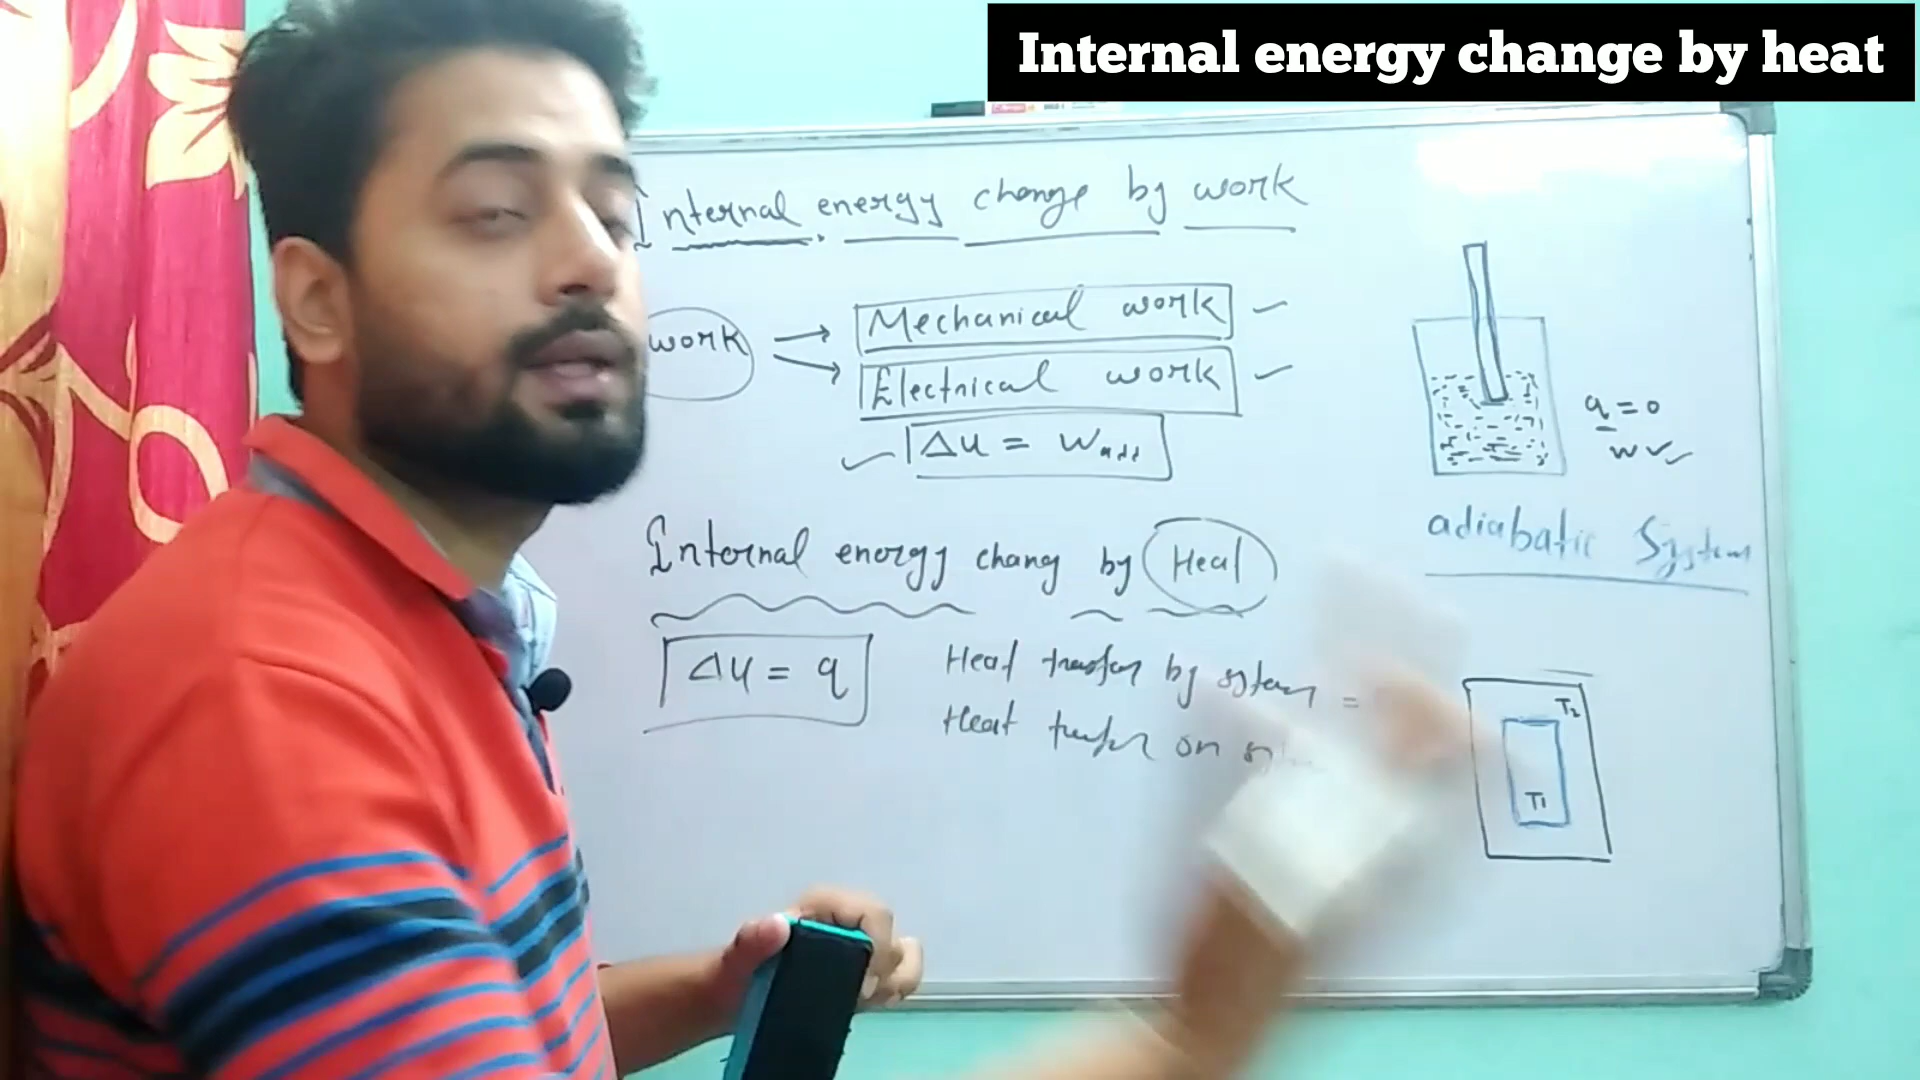 Internal energy change by heat
Internal energy change by work
work
Mechanical work
Electrical work
Δu = wadd
q = 0
w
adiabatic System
Internal energy chang by Heat
Δu = q
Heat transfer by system =
Heat transfer on
T2
T1